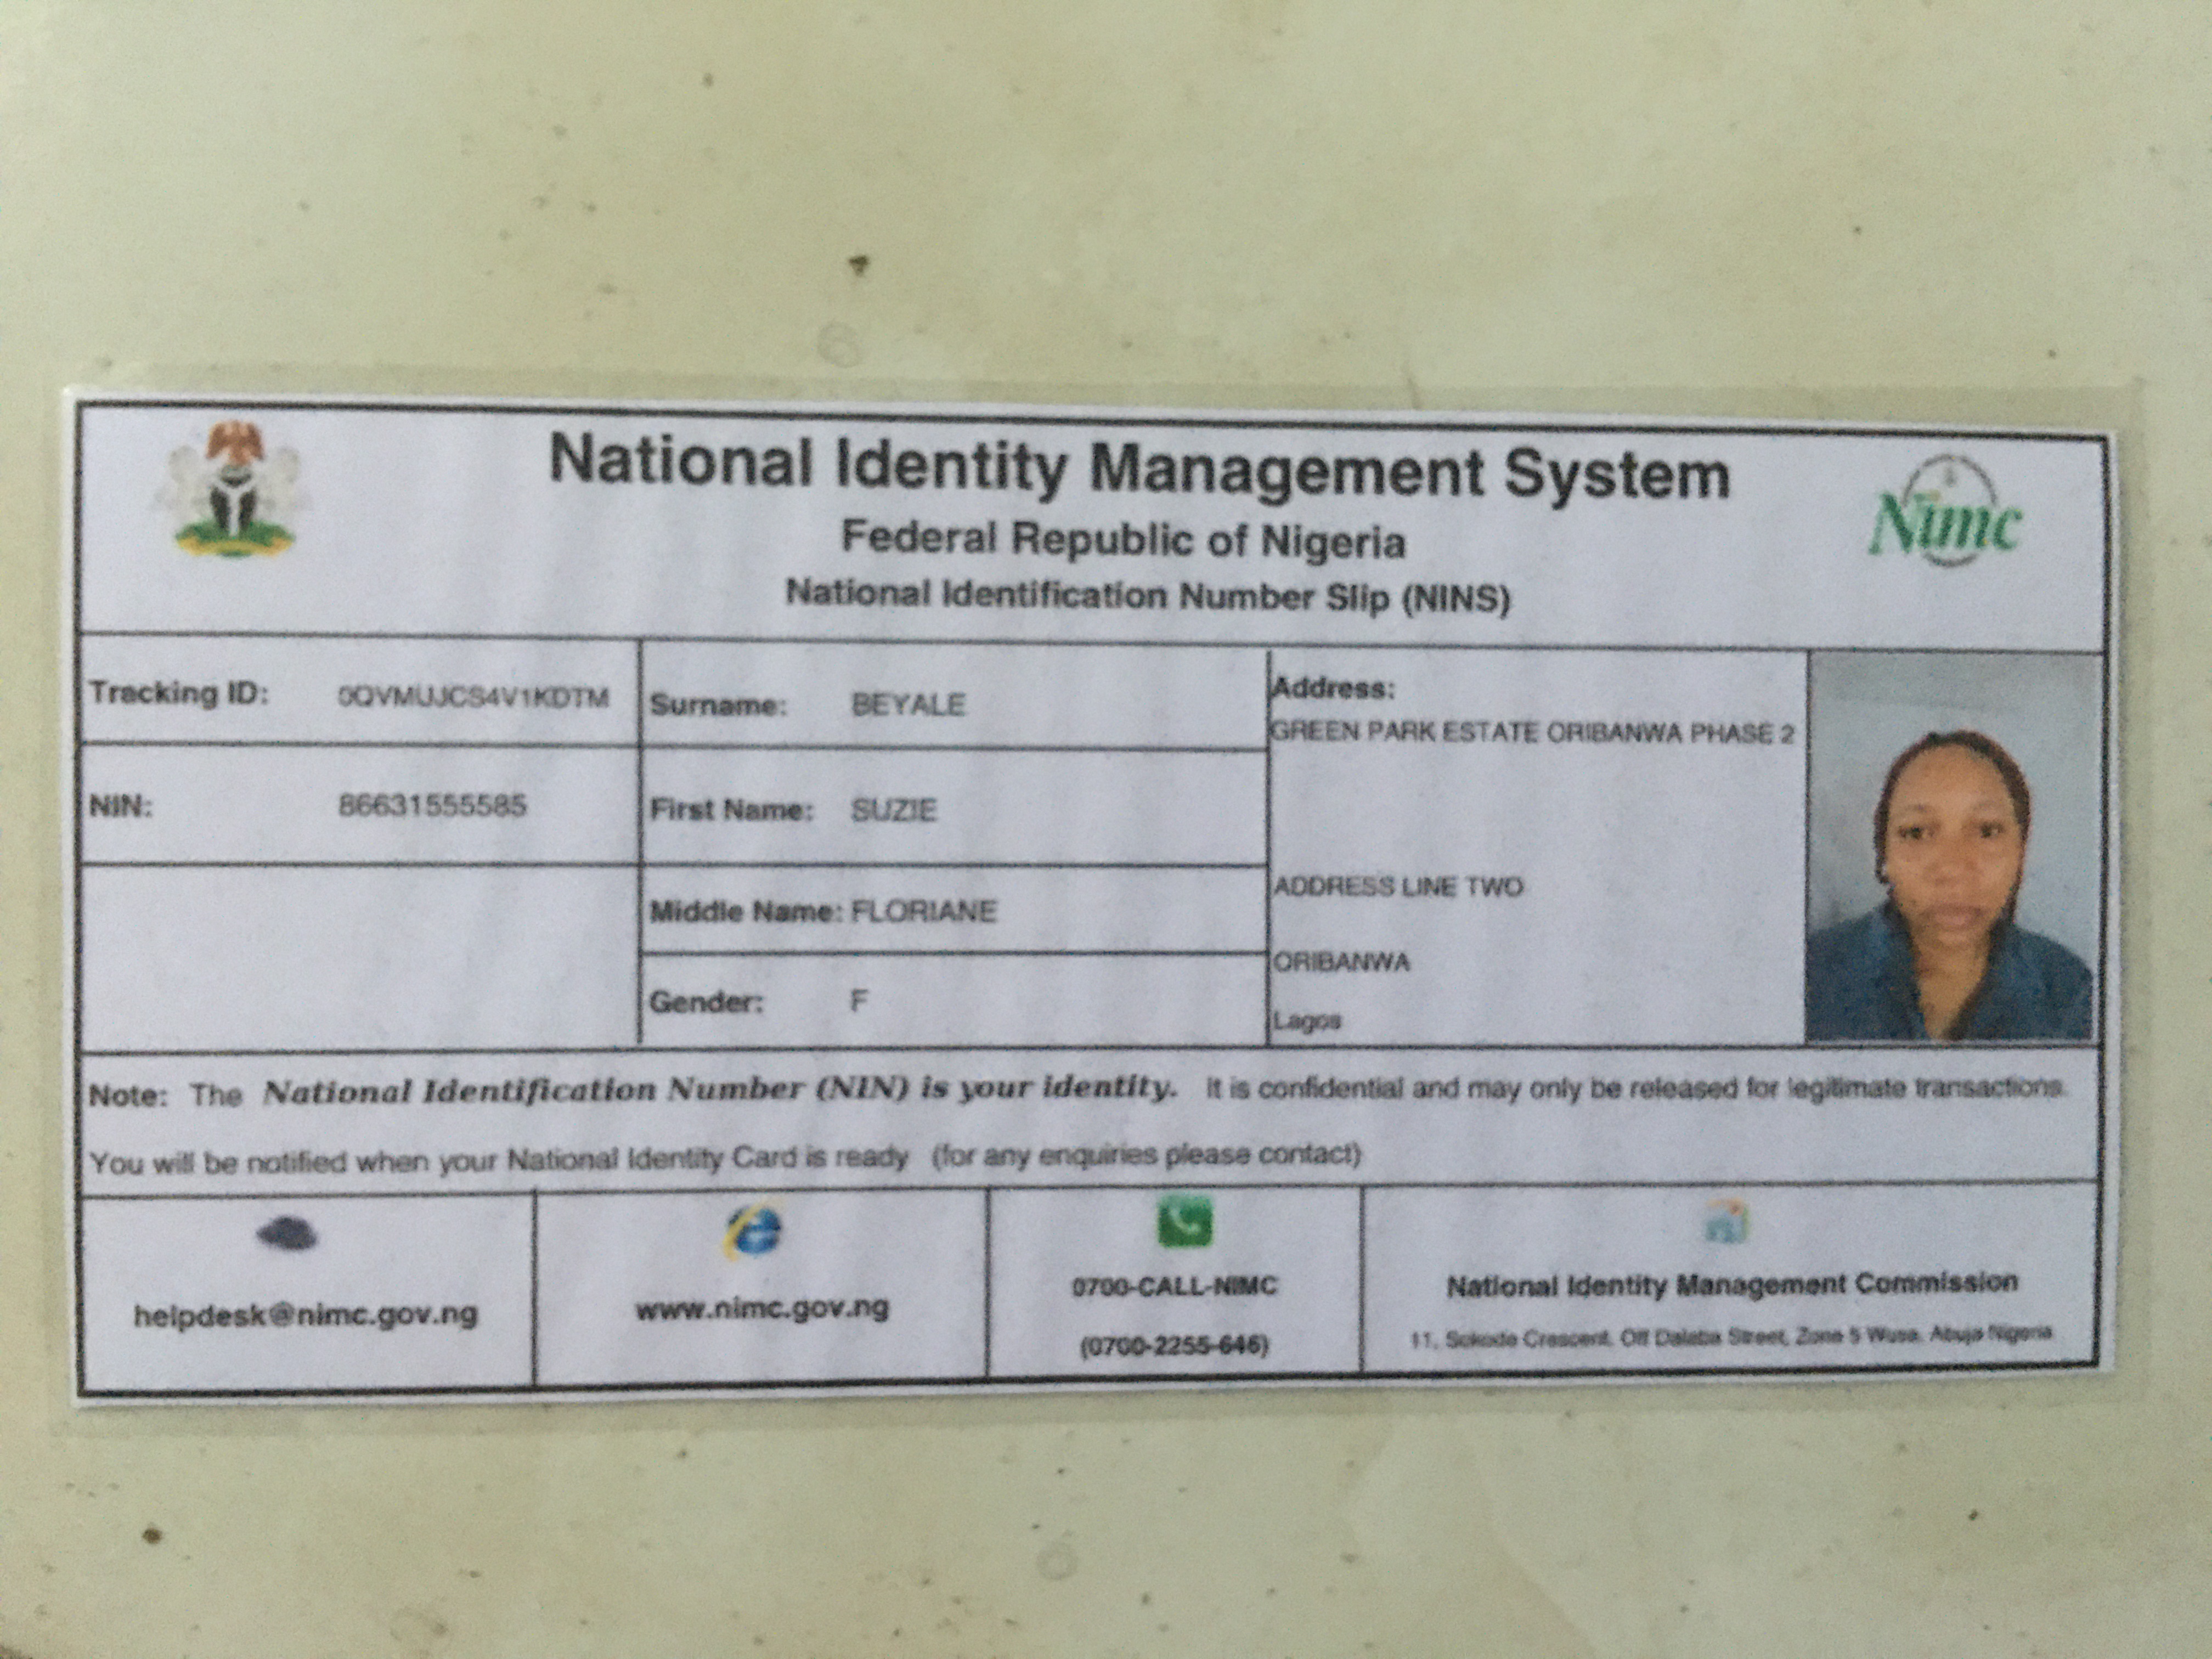 National Identity Management System
Federal Republic of Nigeria
National Identification Number Slip (NINS)
Nimc
Tracking ID: 0QVMUJCS4V1KDTM
NIN: 86631555585
Surname: BEYALE
First Name: SUZIE
Middle Name: FLORIANE
Gender: F
Address:
GREEN PARK ESTATE ORIBANWA PHASE 2
ADDRESS LINE TWO
ORIBANWA
Lagos
Note: The National Identification Number (NIN) is your identity. It is confidential and may only be released for legitimate transactions.
You will be notified when your National Identity Card is ready (for any enquiries please contact)
helpdesk@nimc.gov.ng
www.nimc.gov.ng
0700-CALL-NIMC
(0700-2255-646)
National Identity Management Commission
11, Sokode Crescent, Off Dalaba Street, Zone 5 Wuse, Abuja Nigeria